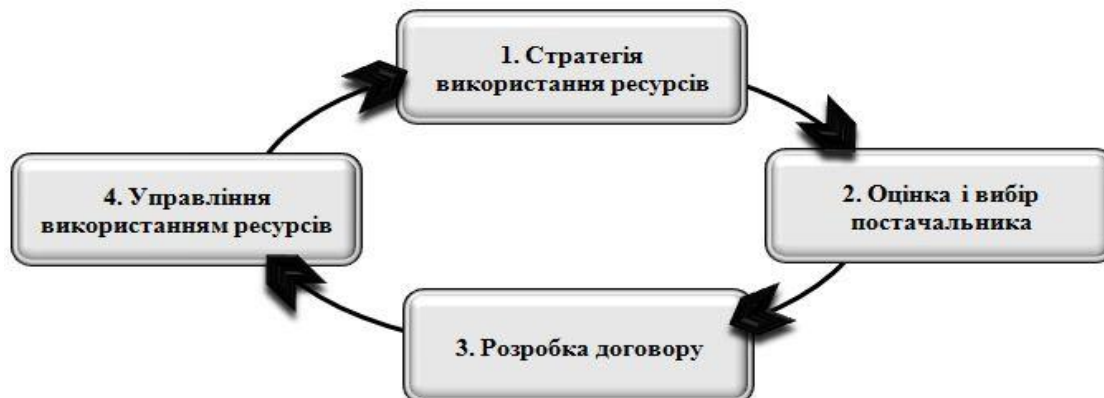 1. Стратегія
використання ресурсів
2. Оцінка і вибір
постачальника
3. Розробка договору
4. Управління
використанням ресурсів